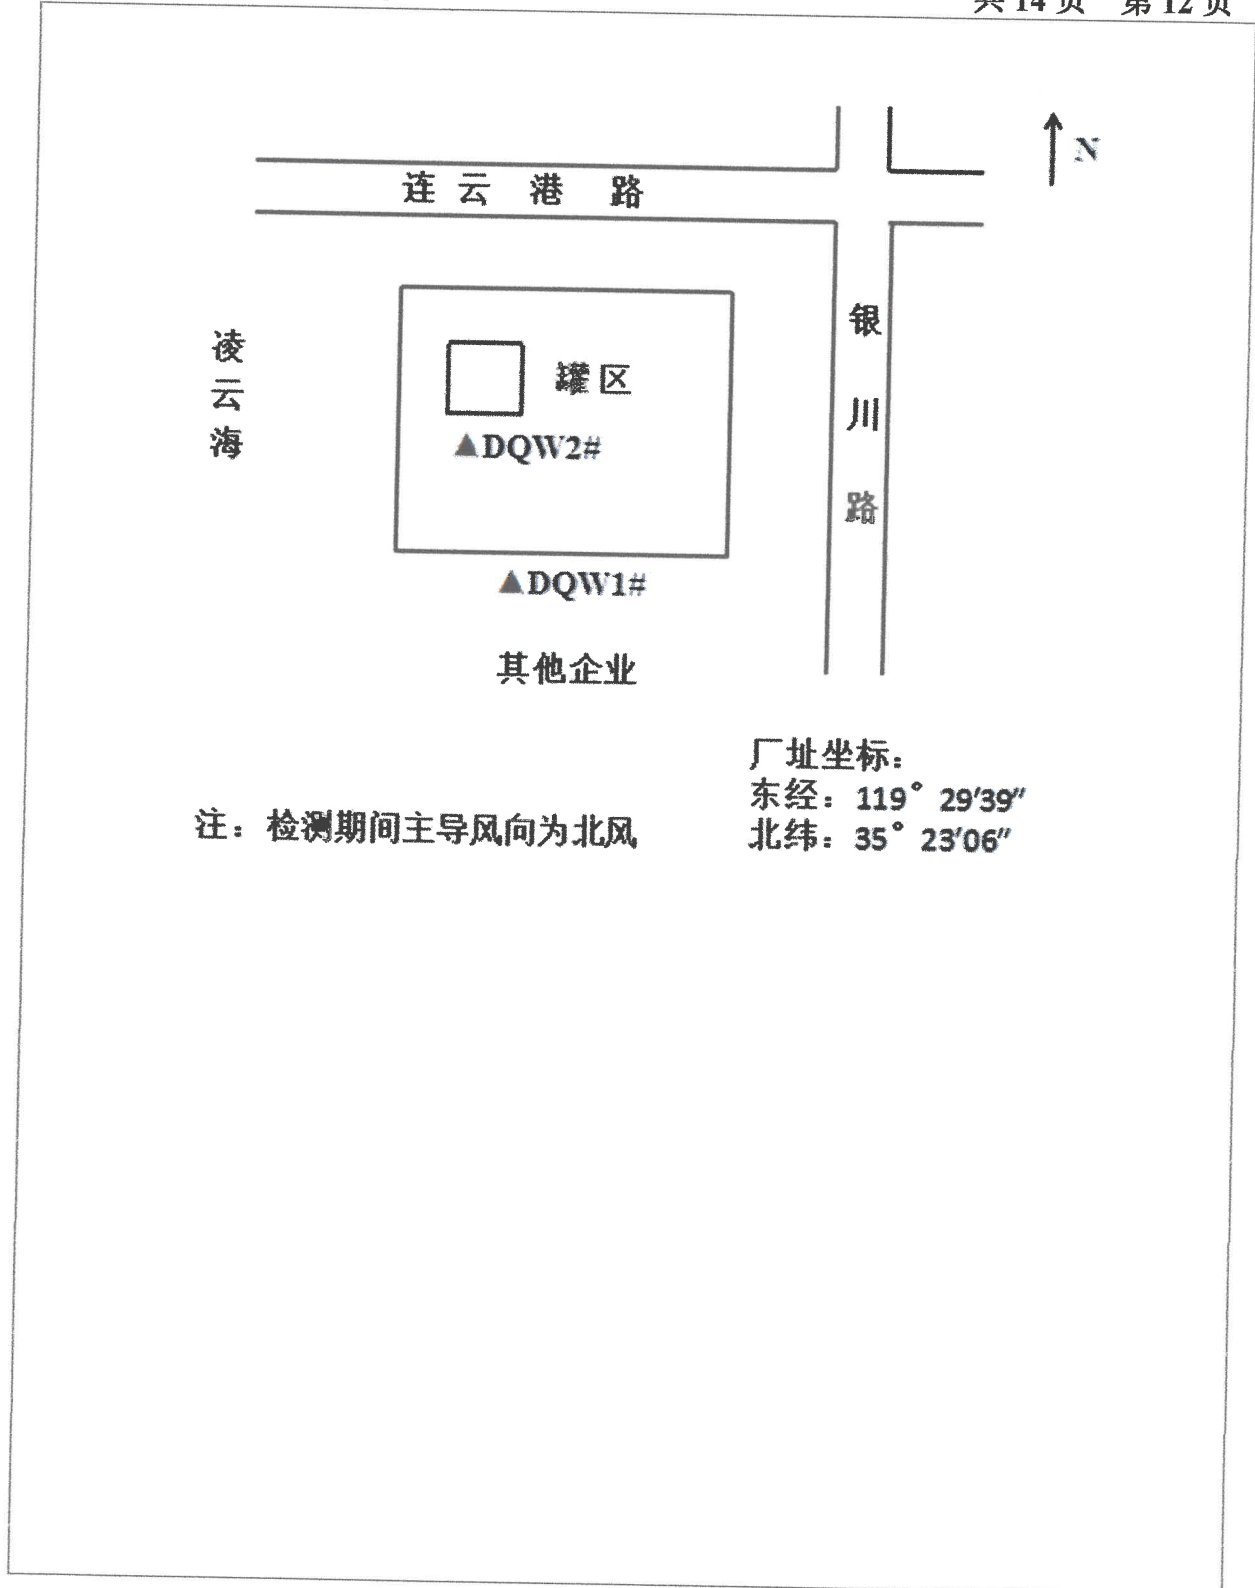 共 14 页 第 12 页
N
连云港路
凌云海
银川路
罐区
▲DQW2#
▲DQW1#
其他企业
厂址坐标：
东经：119° 29′39″
北纬：35° 23′06″
注：检测期间主导风向为北风